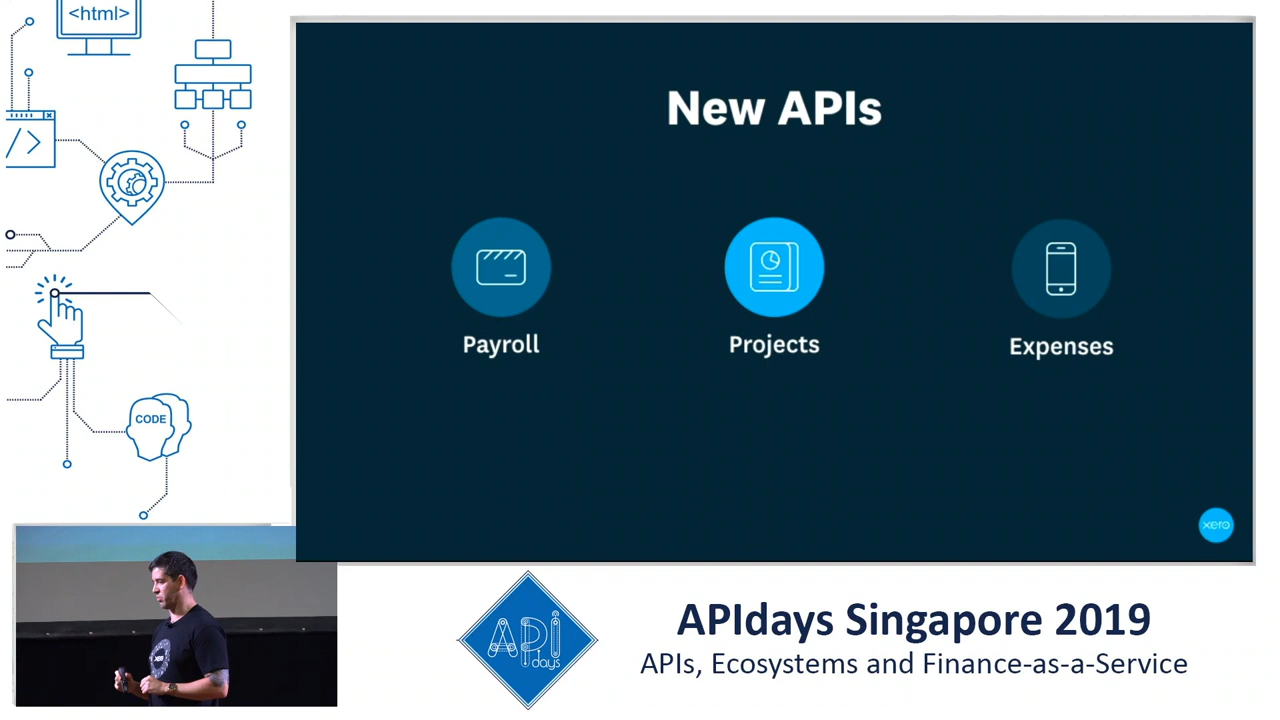 <html>
New APIs
</>
Payroll
Projects
Expenses
CODE
xero
xero
API
days
APIdays Singapore 2019
APIs, Ecosystems and Finance-as-a-Service